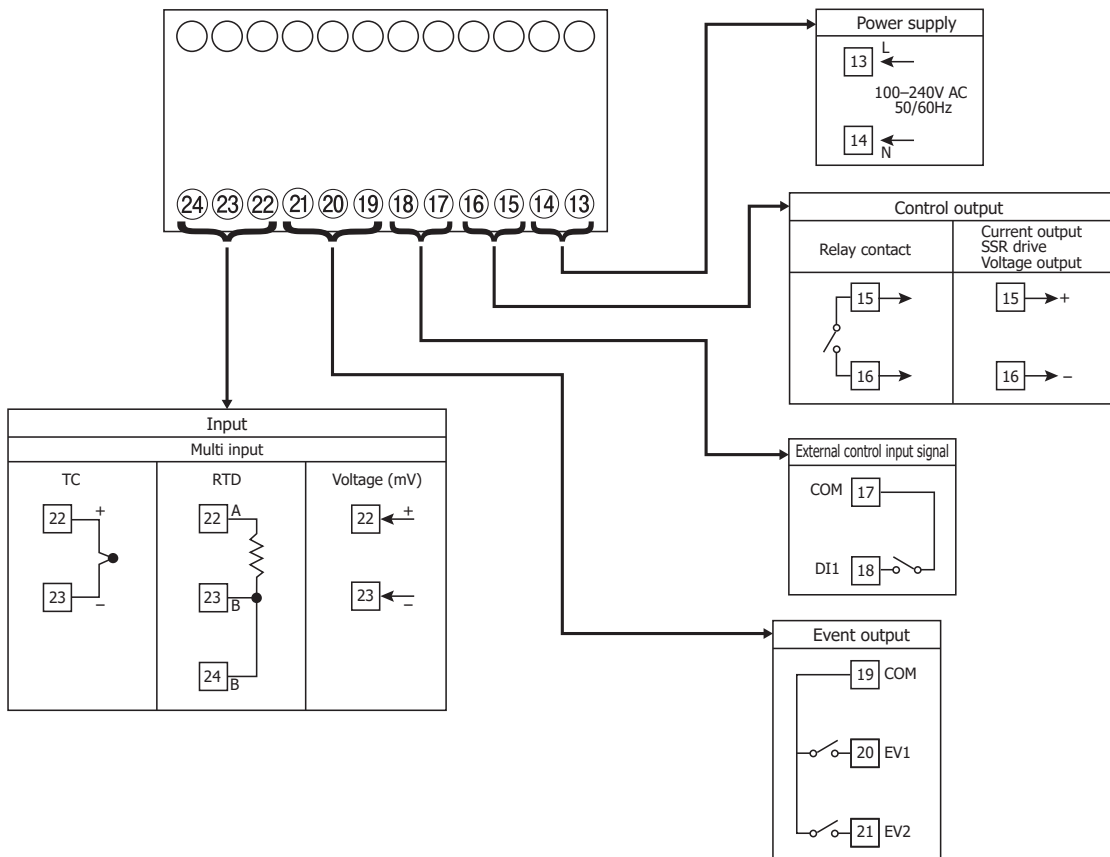 Power supply
13 L
100–240V AC
50/60Hz
14 N
24 23 22 21 20 19 18 17 16 15 14 13
Control output
Relay contact
Current output
SSR drive
Voltage output
15
16
15 +
16 –
Input
Multi input
TC
22 +
23 –
RTD
22 A
23 B
24 B
Voltage (mV)
22 +
23 –
External control input signal
COM 17
DI1 18
Event output
19 COM
20 EV1
21 EV2